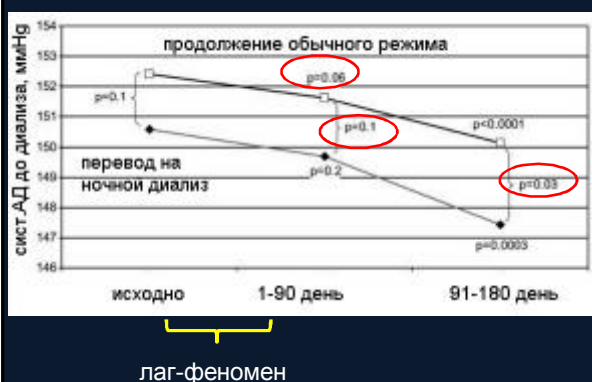 154
продолжение обычного режима
153
p=0.06
152
p=0.1
151
p=0.1
p<0.0001
150
перевод на
ночной диализ
p=0.2
149
p=0.03
148
147
p=0.0003
146
сист.АД до диализа, ммHg
исходно 1-90 день 91-180 день
лаг-феномен